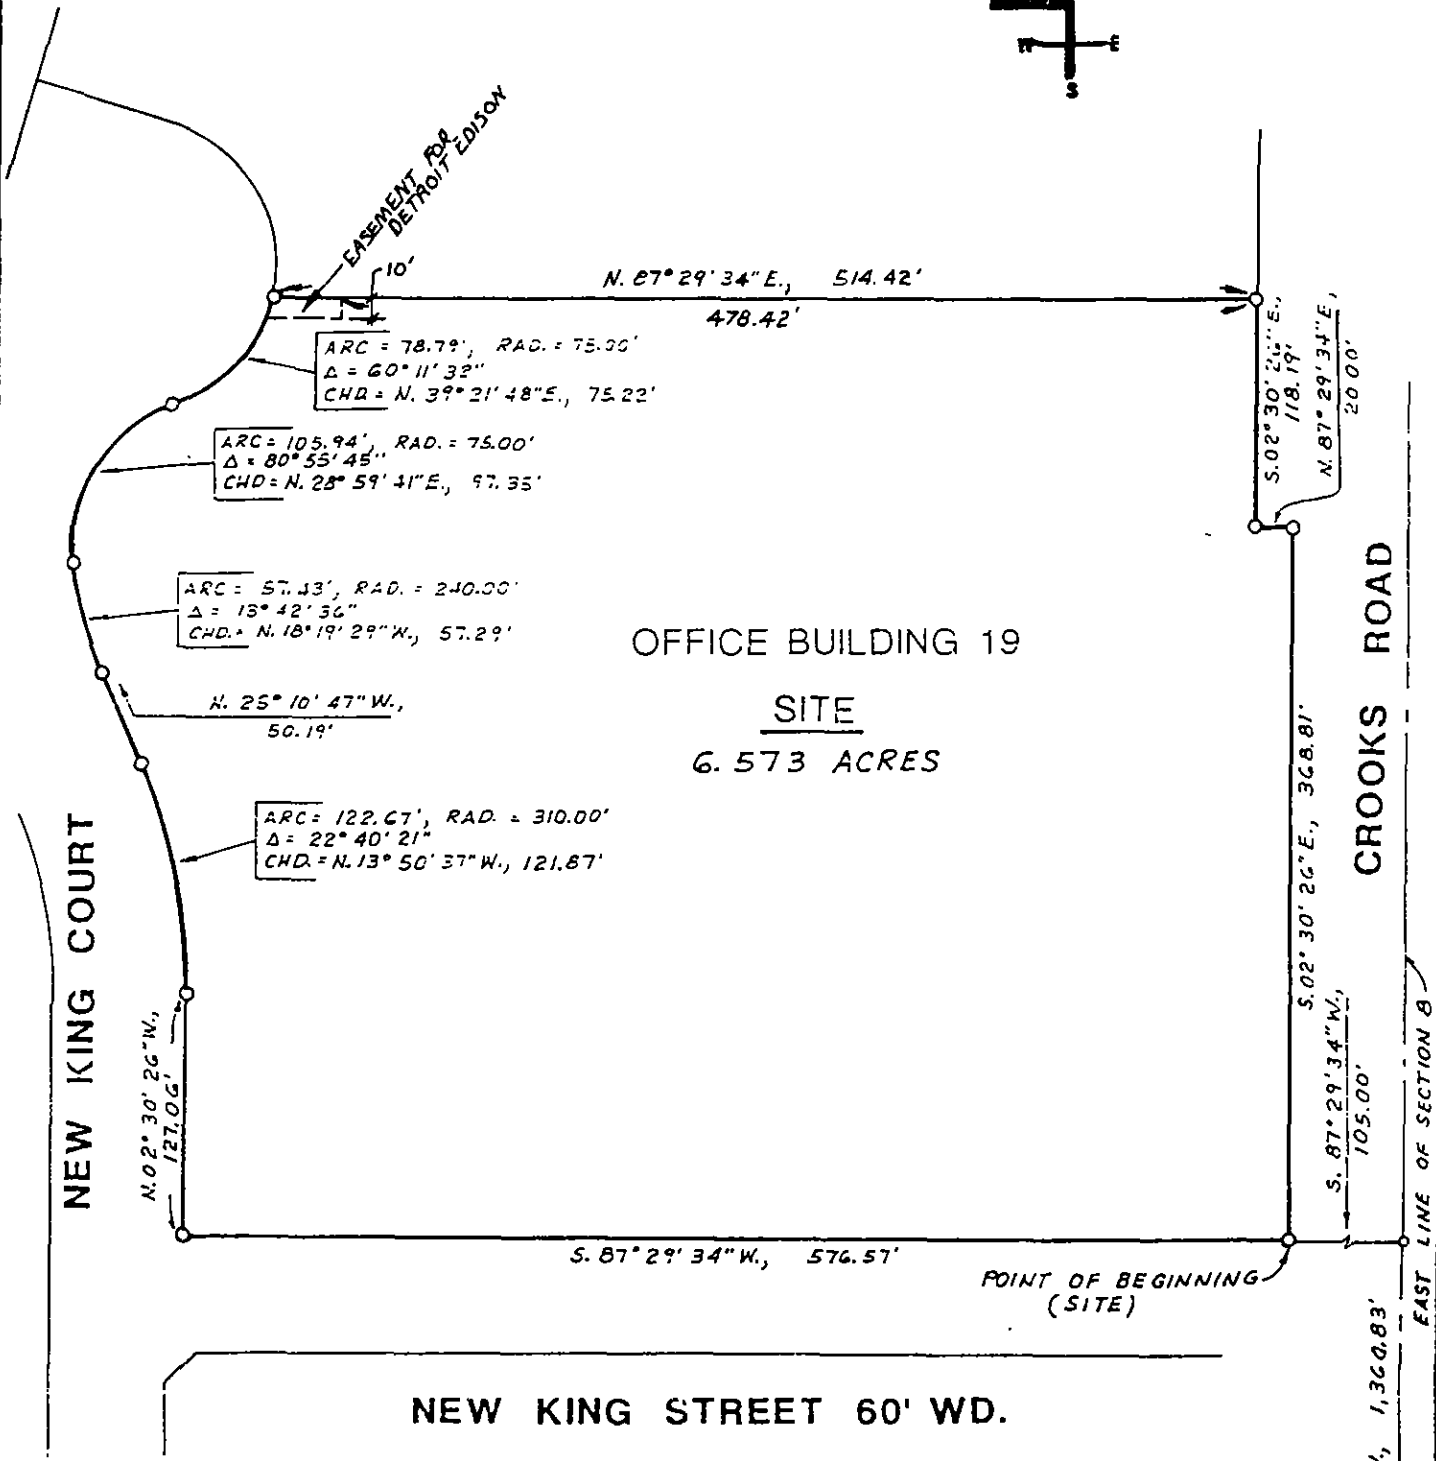 W E
S
EASEMENT FOR
DETROIT EDISON
10'
N. 87° 29' 34" E., 514.42'
478.42'
S. 02° 30' 26" E.,
118.19'
N. 87° 29' 34" E.,
20.00'
ARC = 78.79', RAD. = 75.00'
Δ = 60° 11' 32"
CHD. = N. 39° 21' 48" E., 75.22'
ARC = 105.94', RAD. = 75.00'
Δ = 80° 55' 45"
CHD = N. 28° 59' 41" E., 97.35'
ARC = 57.43', RAD. = 240.00'
Δ = 13° 42' 36"
CHD. = N. 18° 19' 29" W., 57.29'
N. 25° 10' 47" W.,
50.19'
OFFICE BUILDING 19
SITE
6.573 ACRES
ARC = 122.67', RAD. = 310.00'
Δ = 22° 40' 21"
CHD. = N. 13° 50' 37" W., 121.87'
S. 02° 30' 26" E., 368.81'
CROOKS ROAD
NEW KING COURT
N. 02° 30' 26" W.,
127.06'
S. 87° 29' 34" W.,
105.00'
EAST LINE OF SECTION 8
S. 87° 29' 34" W., 576.57'
POINT OF BEGINNING
(SITE)
1,360.83'
NEW KING STREET 60' WD.